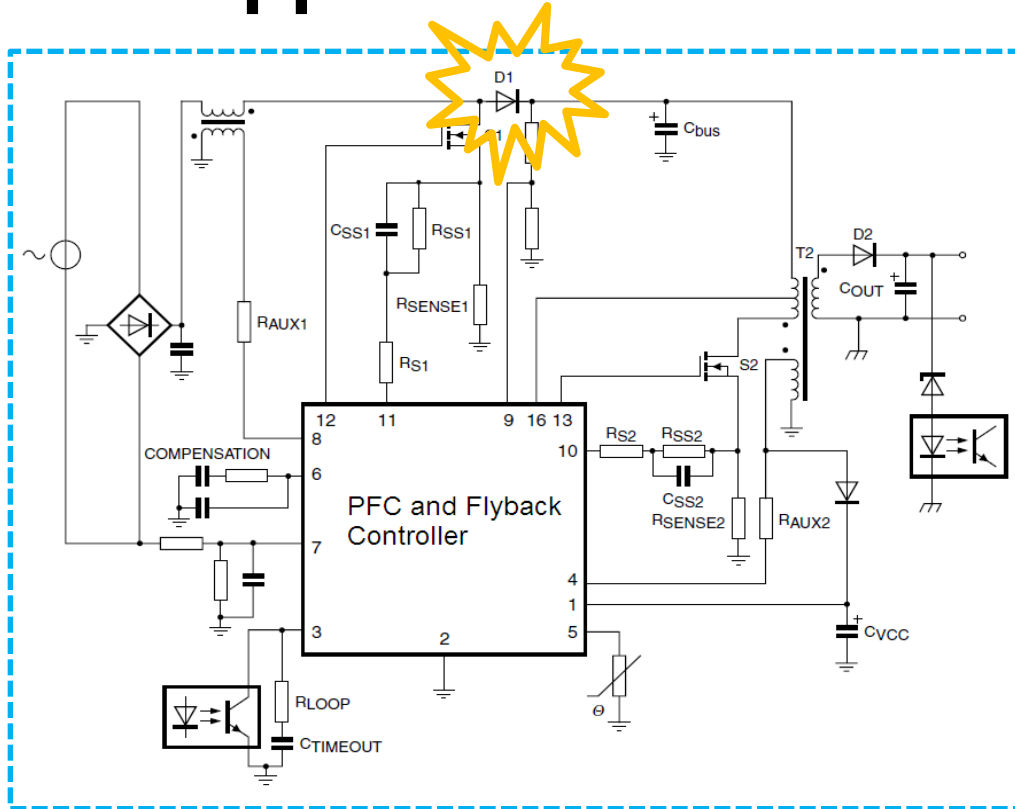 D1
S1
Cbus
CSS1
RSS1
RSENSE1
RS1
RAUX1
T2
D2
COUT
S2
12
11
9
16
13
8
6
7
3
2
10
4
1
5
COMPENSATION
PFC and Flyback
Controller
RS2
RSS2
CSS2
RSENSE2
RAUX2
CVCC
Θ
RLOOP
CTIMEOUT